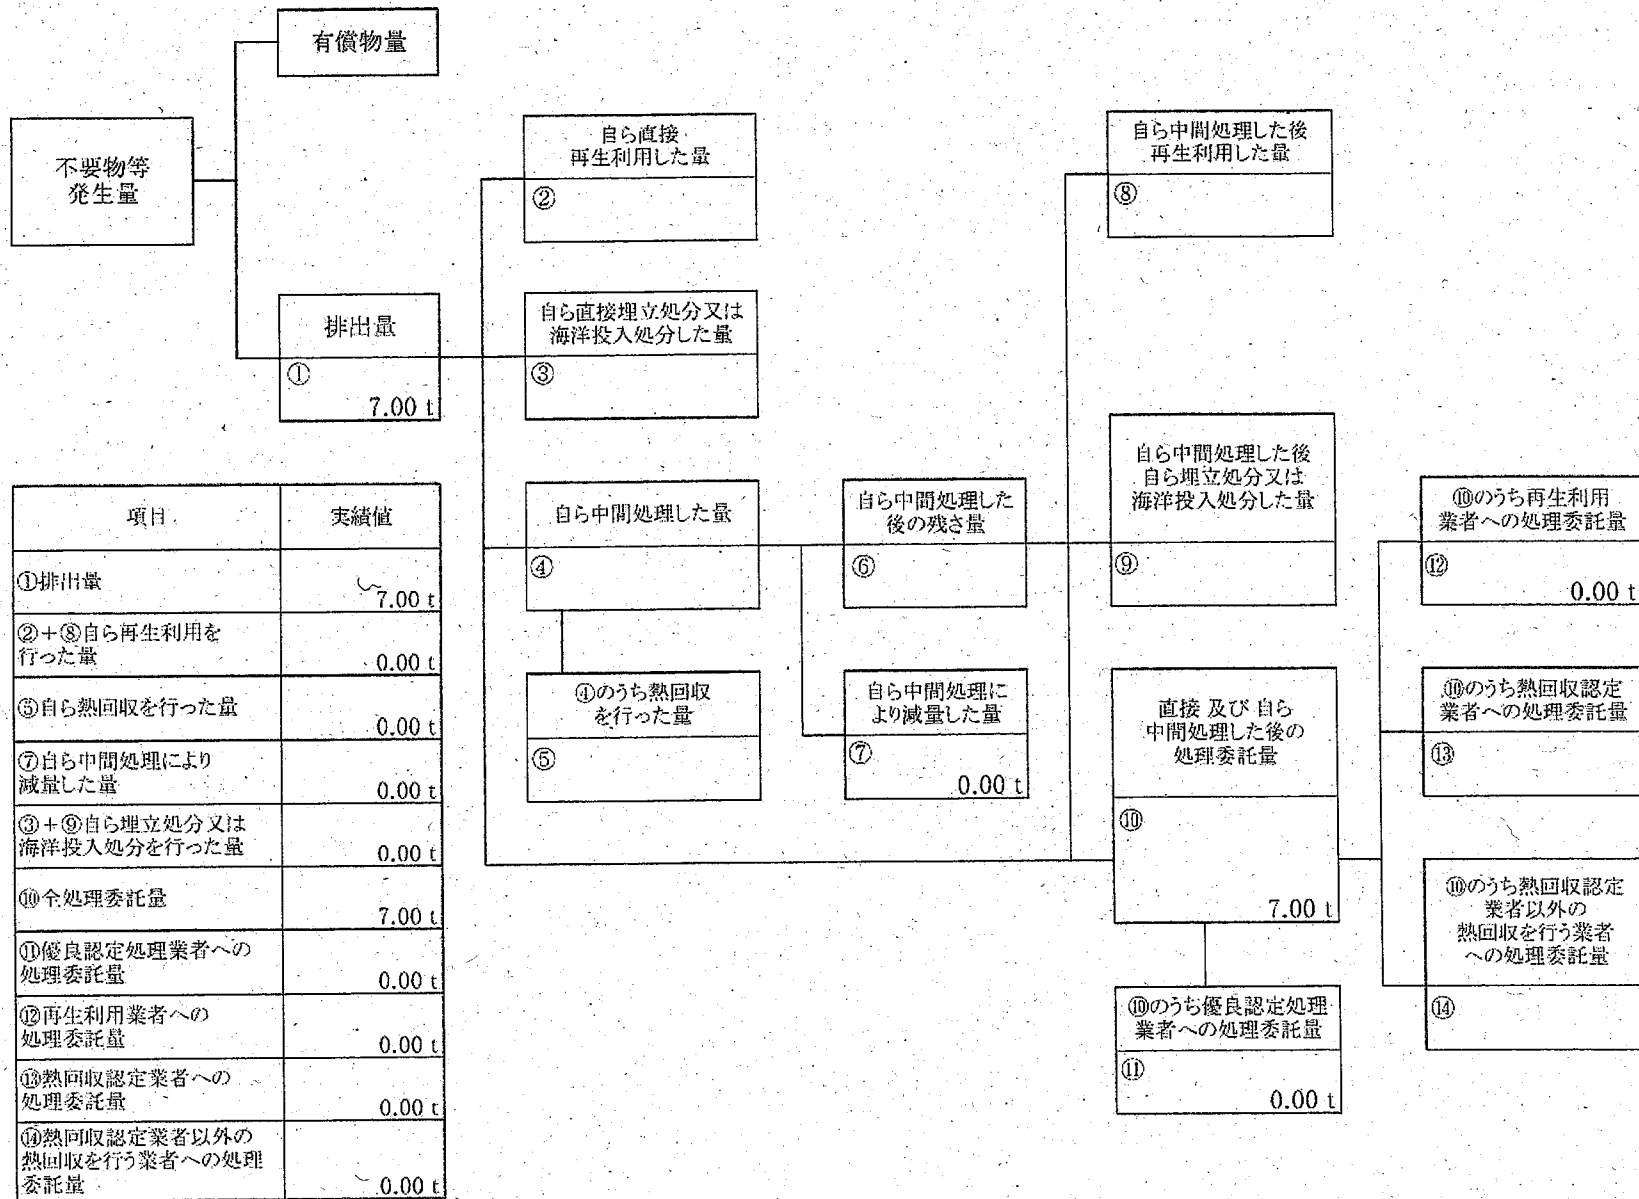 有償物量
不要物等
発生量
排出量
①
7.00 t
自ら直接
再生利用した量
②
自ら直接埋立処分又は
海洋投入処分した量
③
自ら中間処理した量
④
④のうち熱回収
を行った量
⑤
自ら中間処理した
後の残さ量
⑥
自ら中間処理に
より減量した量
⑦
0.00 t
自ら中間処理した後
再生利用した量
⑧
自ら中間処理した後
自ら埋立処分又は
海洋投入処分した量
⑨
直接 及び 自ら
中間処理した後の
処理委託量
⑩
7.00 t
⑩のうち優良認定処理
業者への処理委託量
⑪
0.00 t
⑩のうち再生利用
業者への処理委託量
⑫
0.00 t
⑩のうち熱回収認定
業者への処理委託量
⑬
⑩のうち熱回収認定
業者以外の
熱回収を行う業者
への処理委託量
⑭
項目 実績値
①排出量 7.00 t
②+⑧自ら再生利用を
行った量 0.00 t
⑤自ら熱回収を行った量 0.00 t
⑦自ら中間処理により
減量した量 0.00 t
③+⑨自ら埋立処分又は
海洋投入処分を行った量 0.00 t
⑩全処理委託量 7.00 t
⑪優良認定処理業者への
処理委託量 0.00 t
⑫再生利用業者への
処理委託量 0.00 t
⑬熱回収認定業者への
処理委託量 0.00 t
⑭熱回収認定業者以外の
熱回収を行う業者への処理
委託量 0.00 t